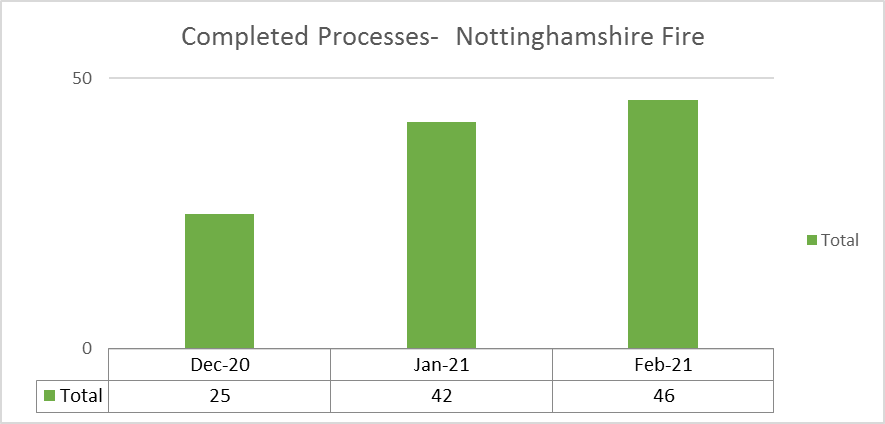 Completed Processes-  Nottinghamshire Fire
50
0
Total
Dec-20 Jan-21 Feb-21
Total 25 42 46